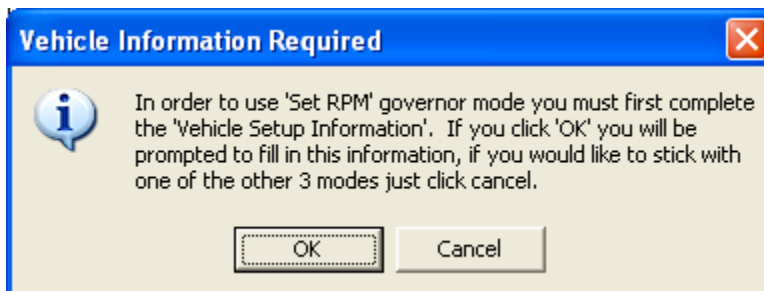 Vehicle Information Required
In order to use 'Set RPM' governor mode you must first complete
the 'Vehicle Setup Information'. If you click 'OK' you will be
prompted to fill in this information, if you would like to stick with
one of the other 3 modes just click cancel.
OK Cancel